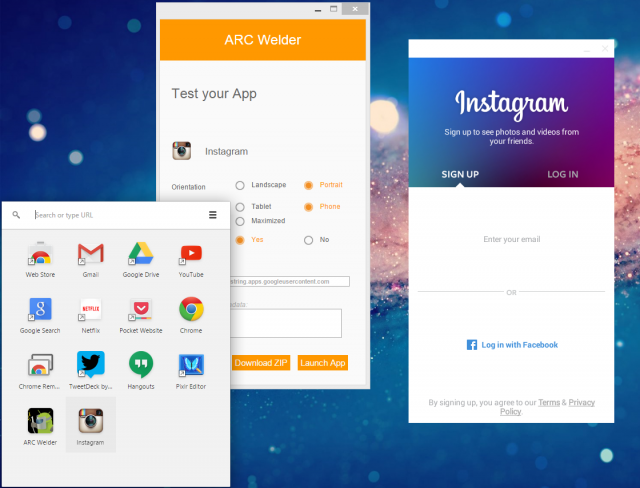 ARC Welder
Test your App
Instagram
Orientation
Landscape
Portrait
Tablet
Phone
Maximized
Yes
No
string.apps.googleusercontent.com
Download ZIP
Launch App
Instagram
Sign up to see photos and videos from
your friends.
SIGN UP
LOG IN
Enter your email
OR
Log in with Facebook
By signing up, you agree to our Terms & Privacy
Policy.
Search or type URL
Web Store
Gmail
Google Drive
YouTube
Google Search
Netflix
Pocket Website
Chrome
Chrome Rem...
TweetDeck by...
Hangouts
Pixlr Editor
ARC Welder
Instagram
NETFLIX